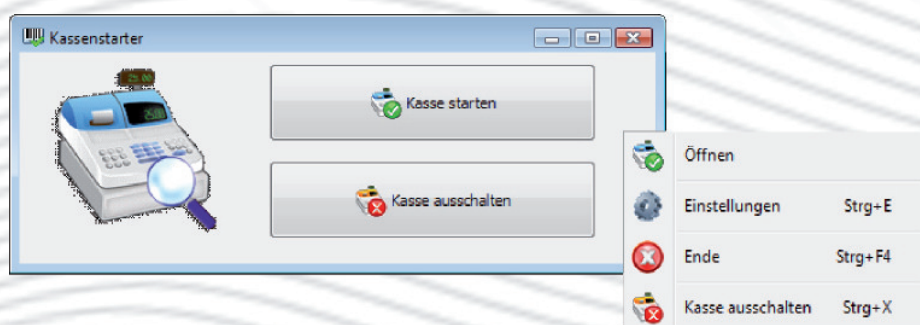 Kassenstarter
Kasse starten
Kasse ausschalten
Öffnen
Einstellungen Strg+E
Ende Strg+F4
Kasse ausschalten Strg+X